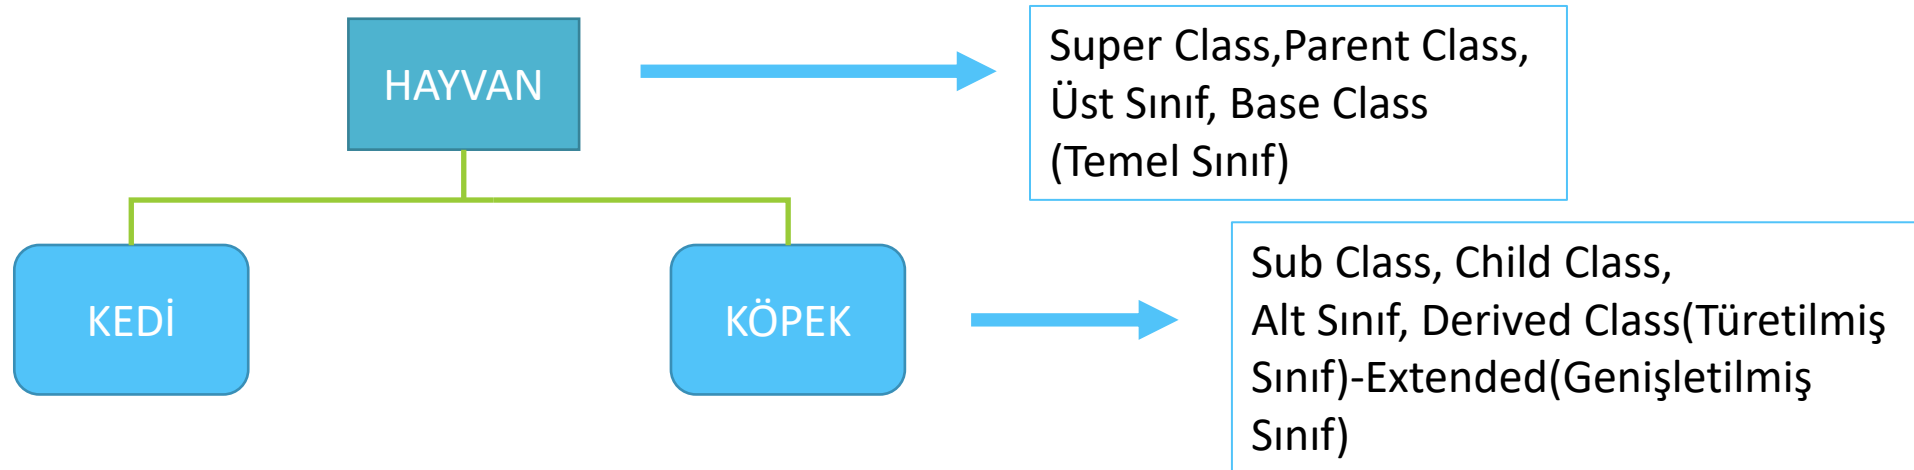 HAYVAN
Super Class,Parent Class,
Üst Sınıf, Base Class
(Temel Sınıf)
KEDİ
KÖPEK
Sub Class, Child Class,
Alt Sınıf, Derived Class(Türetilmiş
Sınıf)-Extended(Genişletilmiş
Sınıf)